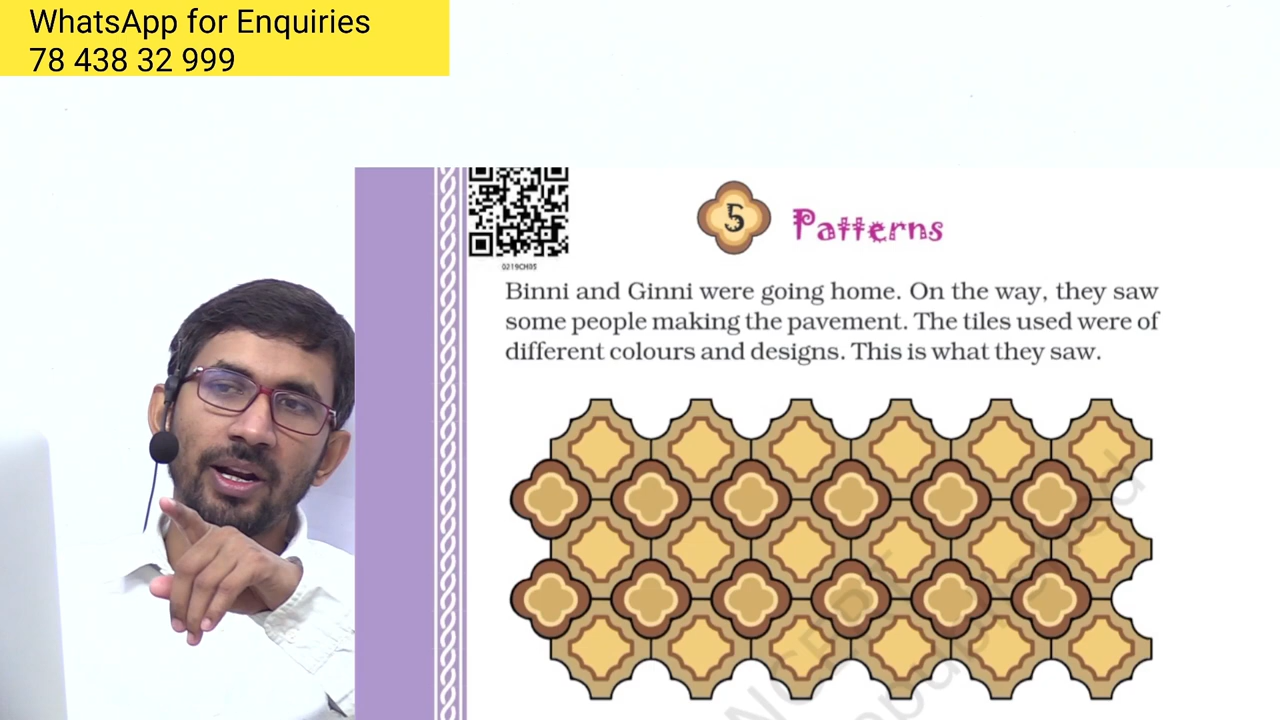 WhatsApp for Enquiries
78 438 32 999
0219CH05
5 Patterns
Binni and Ginni were going home. On the way, they saw
some people making the pavement. The tiles used were of
different colours and designs. This is what they saw.